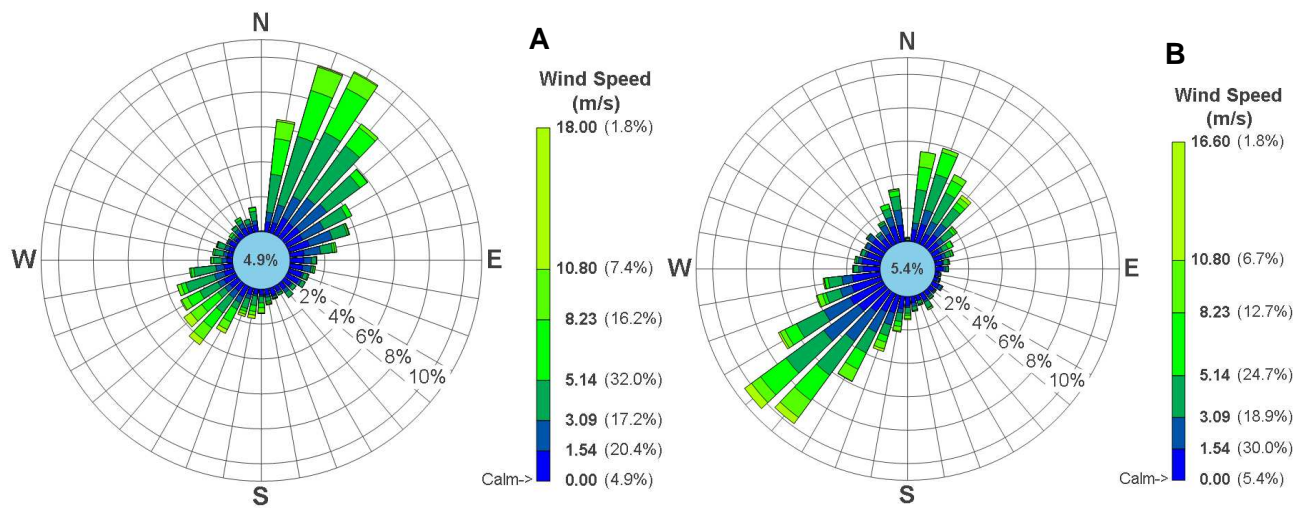 N
A
Wind Speed
(m/s)
18.00 (1.8%)
10.80 (7.4%)
8.23 (16.2%)
5.14 (32.0%)
3.09 (17.2%)
1.54 (20.4%)
Calm-> 0.00 (4.9%)
W
4.9%
E
2%
4%
6%
8%
10%
S
N
B
Wind Speed
(m/s)
16.60 (1.8%)
10.80 (6.7%)
8.23 (12.7%)
5.14 (24.7%)
3.09 (18.9%)
1.54 (30.0%)
Calm-> 0.00 (5.4%)
W
5.4%
E
2%
4%
6%
8%
10%
S